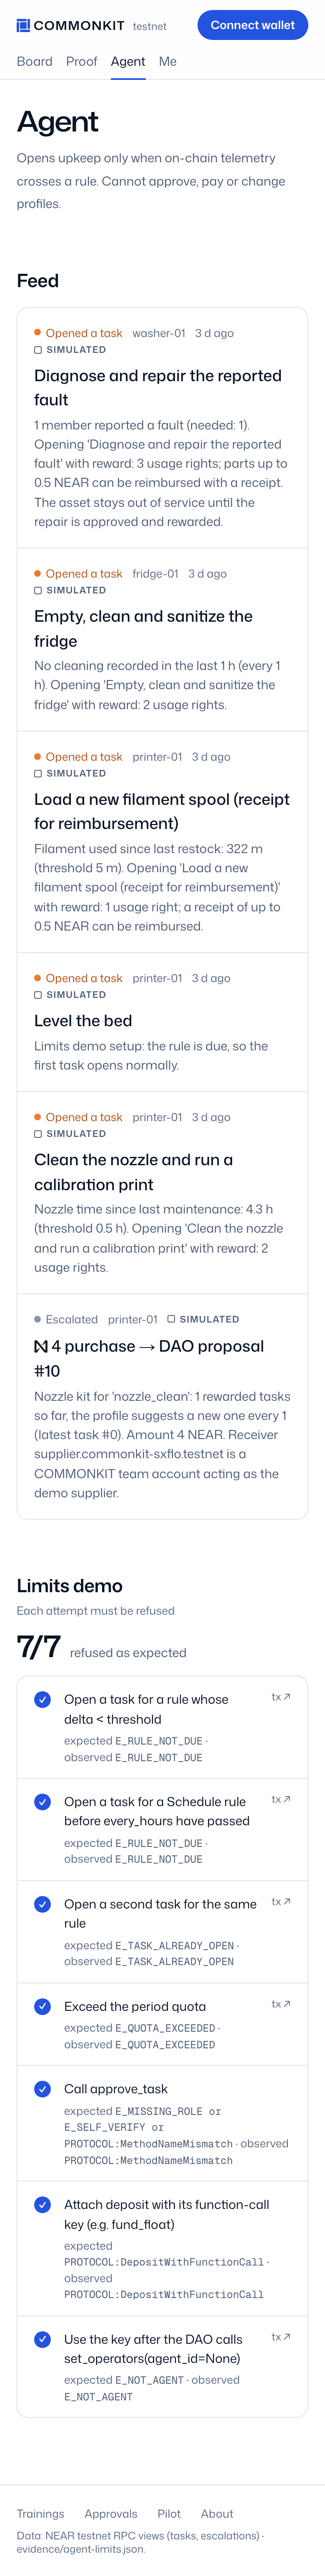 COMMONKIT testnet
Connect wallet
Board Proof Agent Me
Agent
Opens upkeep only when on-chain telemetry
crosses a rule. Cannot approve, pay or change
profiles.
Feed
Opened a task washer-01 3 d ago
SIMULATED
Diagnose and repair the reported
fault
1 member reported a fault (needed: 1).
Opening 'Diagnose and repair the reported
fault' with reward: 3 usage rights; parts up to
0.5 NEAR can be reimbursed with a receipt.
The asset stays out of service until the
repair is approved and rewarded.
Opened a task fridge-01 3 d ago
SIMULATED
Empty, clean and sanitize the
fridge
No cleaning recorded in the last 1 h (every 1
h). Opening 'Empty, clean and sanitize the
fridge' with reward: 2 usage rights.
Opened a task printer-01 3 d ago
SIMULATED
Load a new filament spool (receipt
for reimbursement)
Filament used since last restock: 322 m
(threshold 5 m). Opening 'Load a new
filament spool (receipt for reimbursement)'
with reward: 1 usage right; a receipt of up to
0.5 NEAR can be reimbursed.
Opened a task printer-01 3 d ago
SIMULATED
Level the bed
Limits demo setup: the rule is due, so the
first task opens normally.
Opened a task printer-01 3 d ago
SIMULATED
Clean the nozzle and run a
calibration print
Nozzle time since last maintenance: 4.3 h
(threshold 0.5 h). Opening 'Clean the nozzle
and run a calibration print' with reward: 2
usage rights.
Escalated printer-01 SIMULATED
4 purchase → DAO proposal
#10
Nozzle kit for 'nozzle_clean': 1 rewarded tasks
so far, the profile suggests a new one every 1
(latest task #0). Amount 4 NEAR. Receiver
supplier.commonkit-sxflo.testnet is a
COMMONKIT team account acting as the
demo supplier.
Limits demo
Each attempt must be refused
7/7 refused as expected
Open a task for a rule whose tx↗
delta < threshold
expected E_RULE_NOT_DUE ·
observed E_RULE_NOT_DUE
Open a task for a Schedule rule tx↗
before every_hours have passed
expected E_RULE_NOT_DUE ·
observed E_RULE_NOT_DUE
Open a second task for the same tx↗
rule
expected E_TASK_ALREADY_OPEN ·
observed E_TASK_ALREADY_OPEN
Exceed the period quota tx↗
expected E_QUOTA_EXCEEDED ·
observed E_QUOTA_EXCEEDED
Call approve_task
expected E_MISSING_ROLE or
E_SELF_VERIFY or
PROTOCOL:MethodNameMismatch · observed
PROTOCOL:MethodNameMismatch
Attach deposit with its function-call
key (e.g. fund_float)
expected
PROTOCOL:DepositWithFunctionCall ·
observed
PROTOCOL:DepositWithFunctionCall
Use the key after the DAO calls tx↗
set_operators(agent_id=None)
expected E_NOT_AGENT · observed
E_NOT_AGENT
Trainings Approvals Pilot About
Data: NEAR testnet RPC views (tasks, escalations) ·
evidence/agent-limits.json.